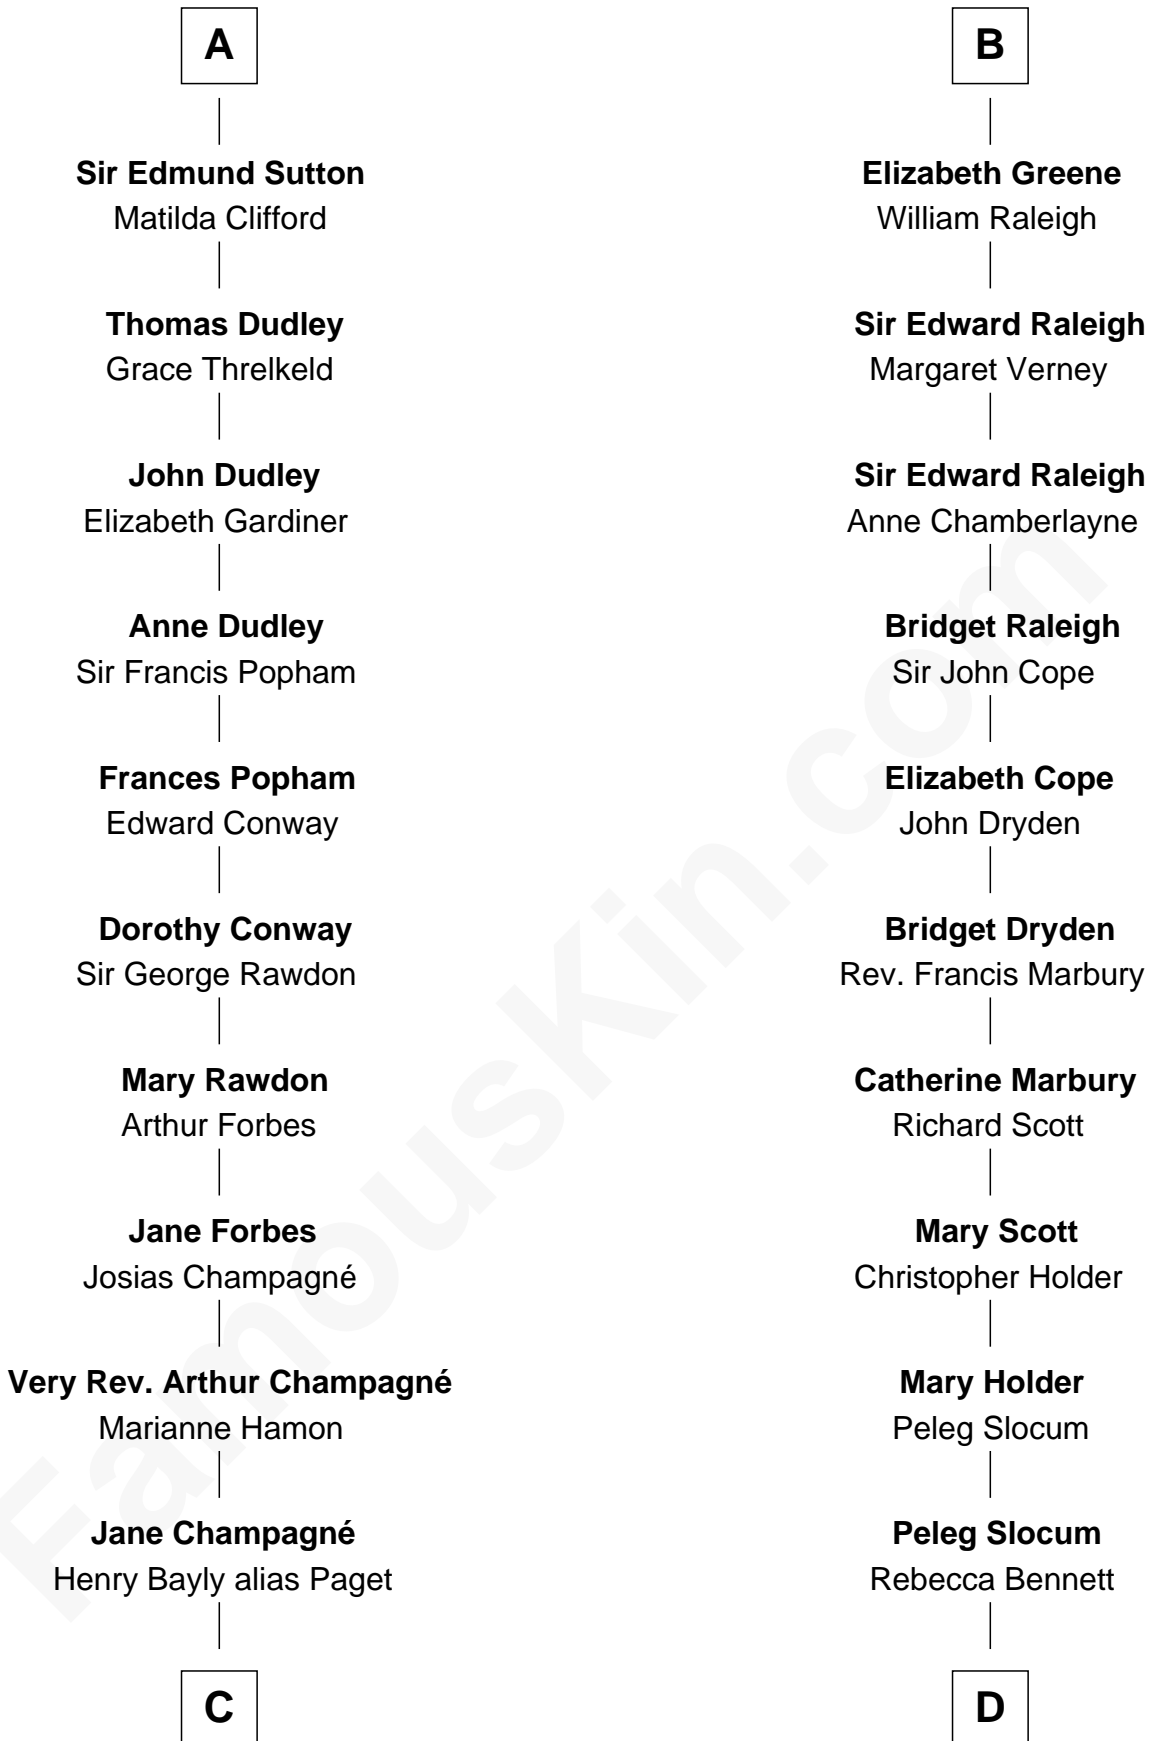 A
Sir Edmund Sutton
Matilda Clifford
Thomas Dudley
Grace Threlkeld
John Dudley
Elizabeth Gardiner
Anne Dudley
Sir Francis Popham
Frances Popham
Edward Conway
Dorothy Conway
Sir George Rawdon
Mary Rawdon
Arthur Forbes
Jane Forbes
Josias Champagné
Very Rev. Arthur Champagné
Marianne Hamon
Jane Champagné
Henry Bayly alias Paget
C
B
Elizabeth Greene
William Raleigh
Sir Edward Raleigh
Margaret Verney
Sir Edward Raleigh
Anne Chamberlayne
Bridget Raleigh
Sir John Cope
Elizabeth Cope
John Dryden
Bridget Dryden
Rev. Francis Marbury
Catherine Marbury
Richard Scott
Mary Scott
Christopher Holder
Mary Holder
Peleg Slocum
Peleg Slocum
Rebecca Bennett
D
FamousKin.com